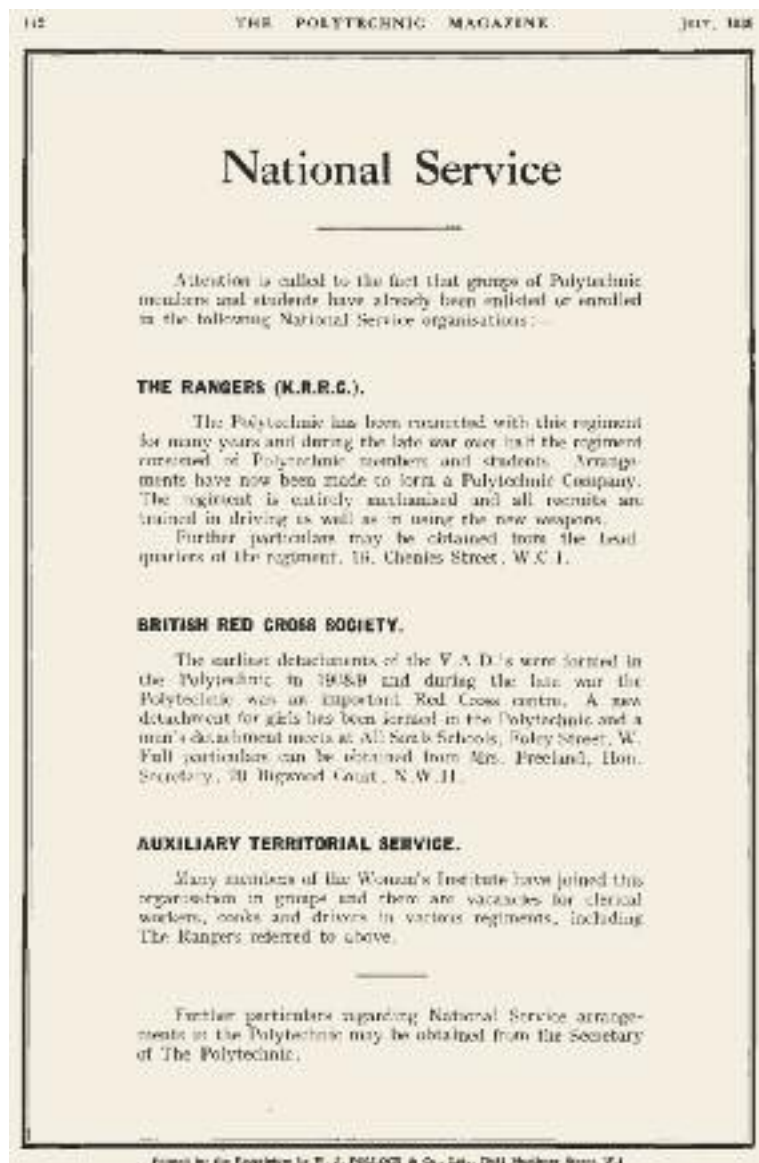 THE POLYTECHNIC MAGAZINE July,
National Service
Attention is called to the fact that groups of Polytechnic
members and students have already been enlisted or enrolled
in the following National Service organisations:—
THE RANGERS (K.R.R.C.).
The Polytechnic has been connected with this regiment
for many years and during the late war over half the regiment
consisted of Polytechnic members and students. Arrange-
ments have now been made to form a Polytechnic Company.
The regiment is entirely mechanised and all recruits are
trained in driving as well as in using the new weapons.
Further particulars may be obtained from the head
quarters of the regiment, 16, Chenies Street, W.C.1.
BRITISH RED CROSS SOCIETY.
The earliest detachments of the V.A.D.'s were formed in
the Polytechnic in 1908/9 and during the late war the
Polytechnic was an important Red Cross centre. A new
detachment for girls has been formed in the Polytechnic and a
men's detachment meets at All Souls Schools, Foley Street, W.
Full particulars can be obtained from Mrs. Freeland, Hon.
Secretary, Bigwood Court, N.W.11.
AUXILIARY TERRITORIAL SERVICE.
Many members of the Women's Institute have joined this
organisation in groups and there are vacancies for clerical
workers, cooks and drivers in various regiments, including
The Rangers referred to above.
Further particulars regarding National Service arrange-
ments in the Polytechnic may be obtained from the Secretary
of The Polytechnic.